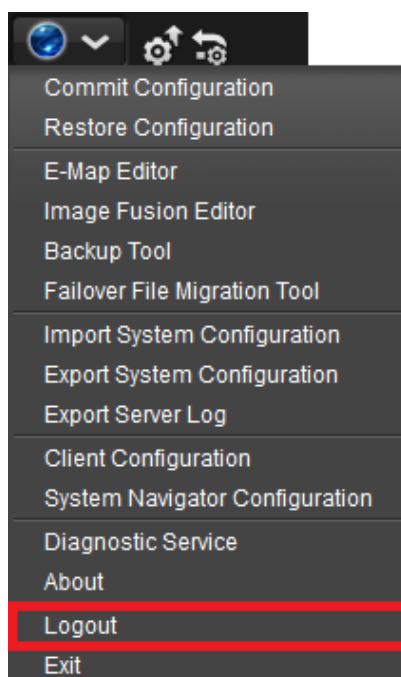 Commit Configuration
Restore Configuration
E-Map Editor
Image Fusion Editor
Backup Tool
Failover File Migration Tool
Import System Configuration
Export System Configuration
Export Server Log
Client Configuration
System Navigator Configuration
Diagnostic Service
About
Logout
Exit